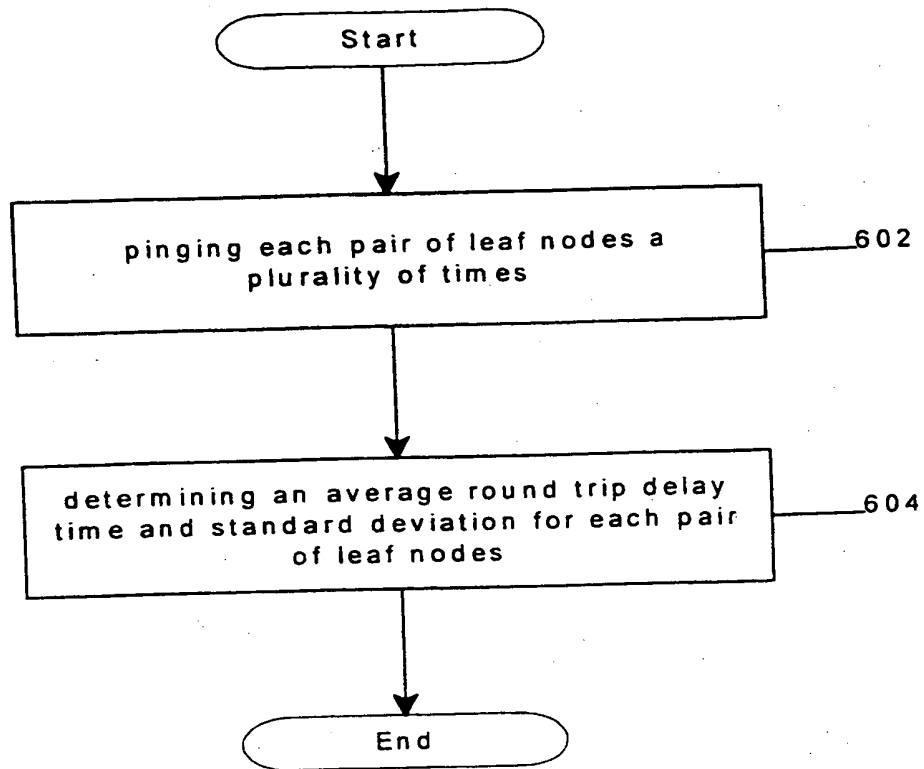 Start
pinging each pair of leaf nodes a
plurality of times
602
determining an average round trip delay
time and standard deviation for each pair
of leaf nodes
604
End